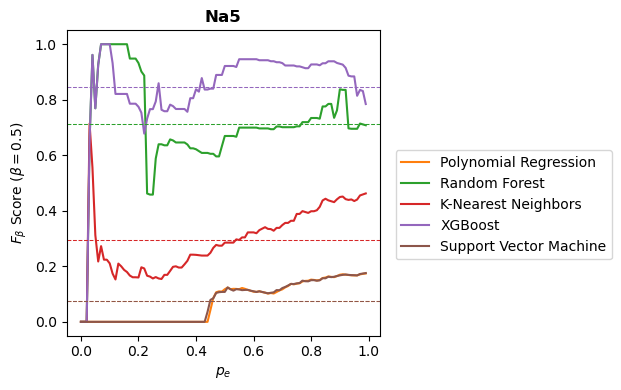 Na5
1.0
0.8
0.6
0.4
0.2
0.0
Fβ Score (β = 0.5)
0.0 0.2 0.4 0.6 0.8 1.0
pe
Polynomial Regression
Random Forest
K-Nearest Neighbors
XGBoost
Support Vector Machine